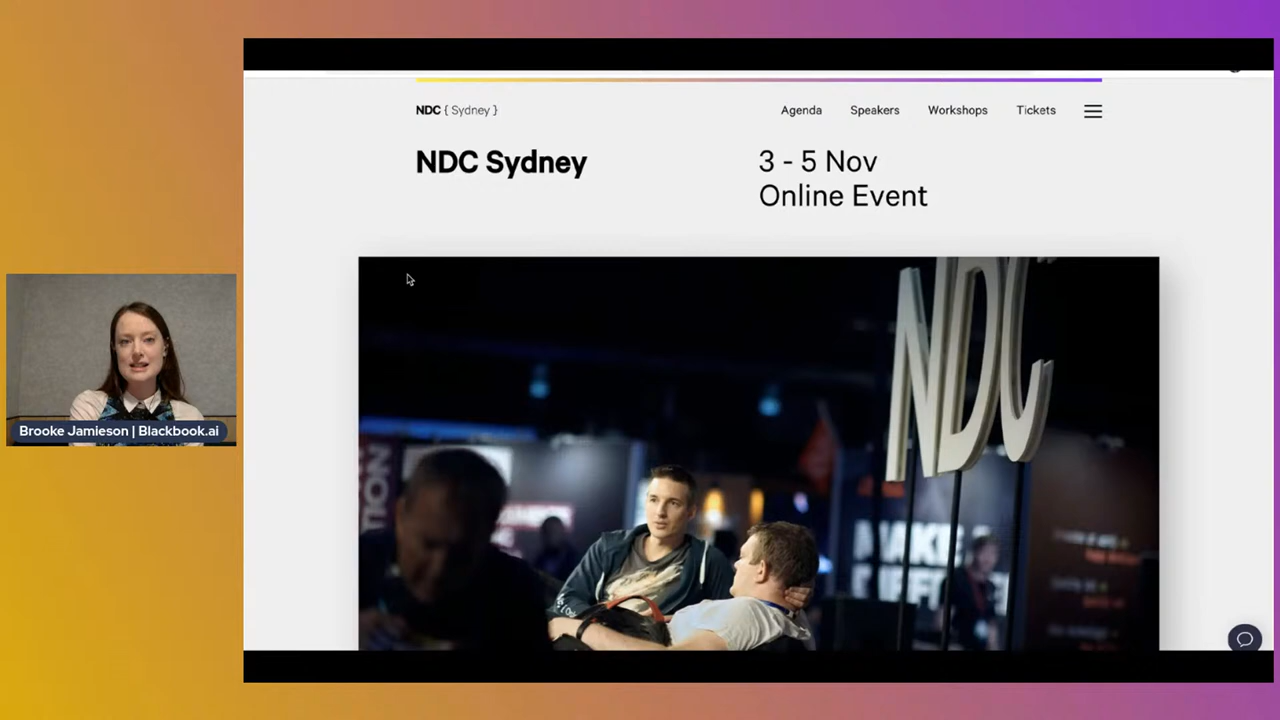 NDC { Sydney }
Agenda
Speakers
Workshops
Tickets
NDC Sydney
3 - 5 Nov
Online Event
NDC
Brooke Jamieson | Blackbook.ai